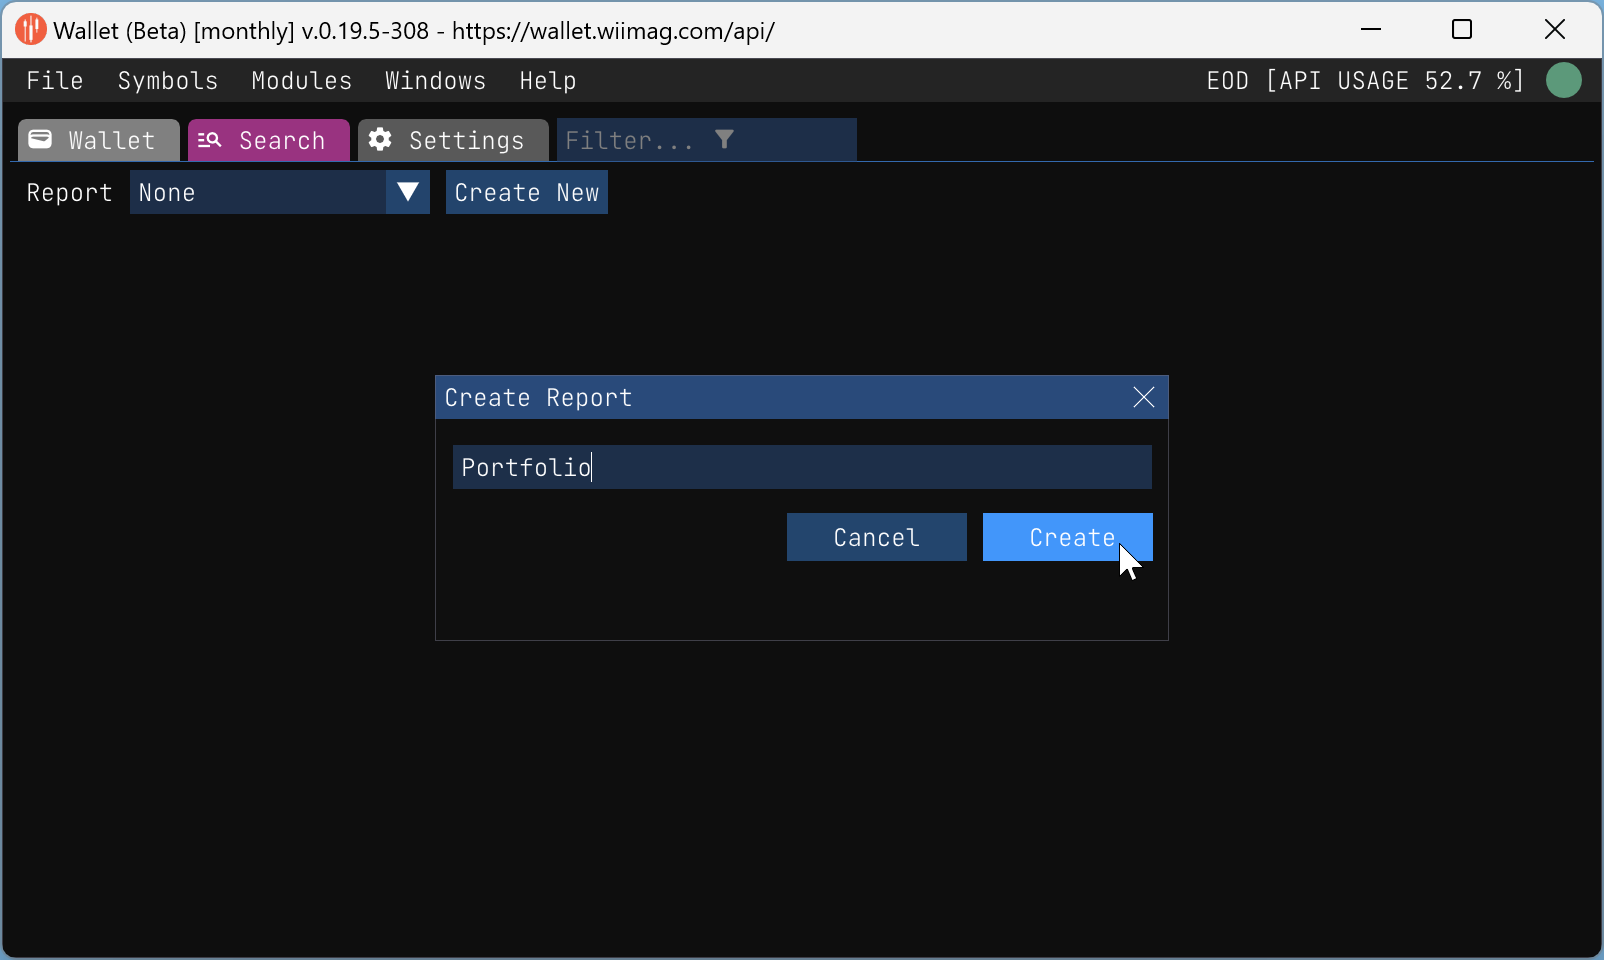 Wallet (Beta) [monthly] v.0.19.5-308 - https://wallet.wiimag.com/api/
File Symbols Modules Windows Help EOD [API USAGE 52.7 %]
Wallet Search Settings Filter...
Report None Create New
Create Report
Portfolio
Cancel Create